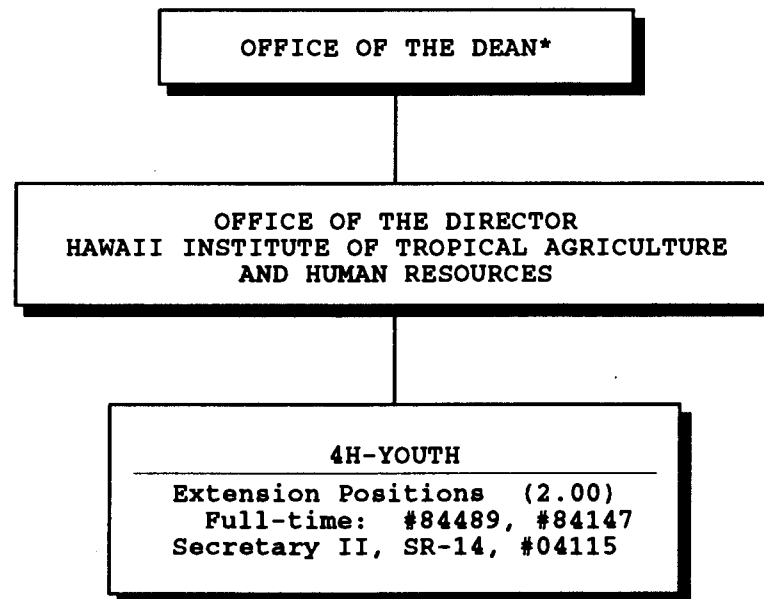 OFFICE OF THE DEAN*
OFFICE OF THE DIRECTOR
HAWAII INSTITUTE OF TROPICAL AGRICULTURE
AND HUMAN RESOURCES
4H-YOUTH
Extension Positions (2.00)
Full-time: #84489, #84147
Secretary II, SR-14, #04115